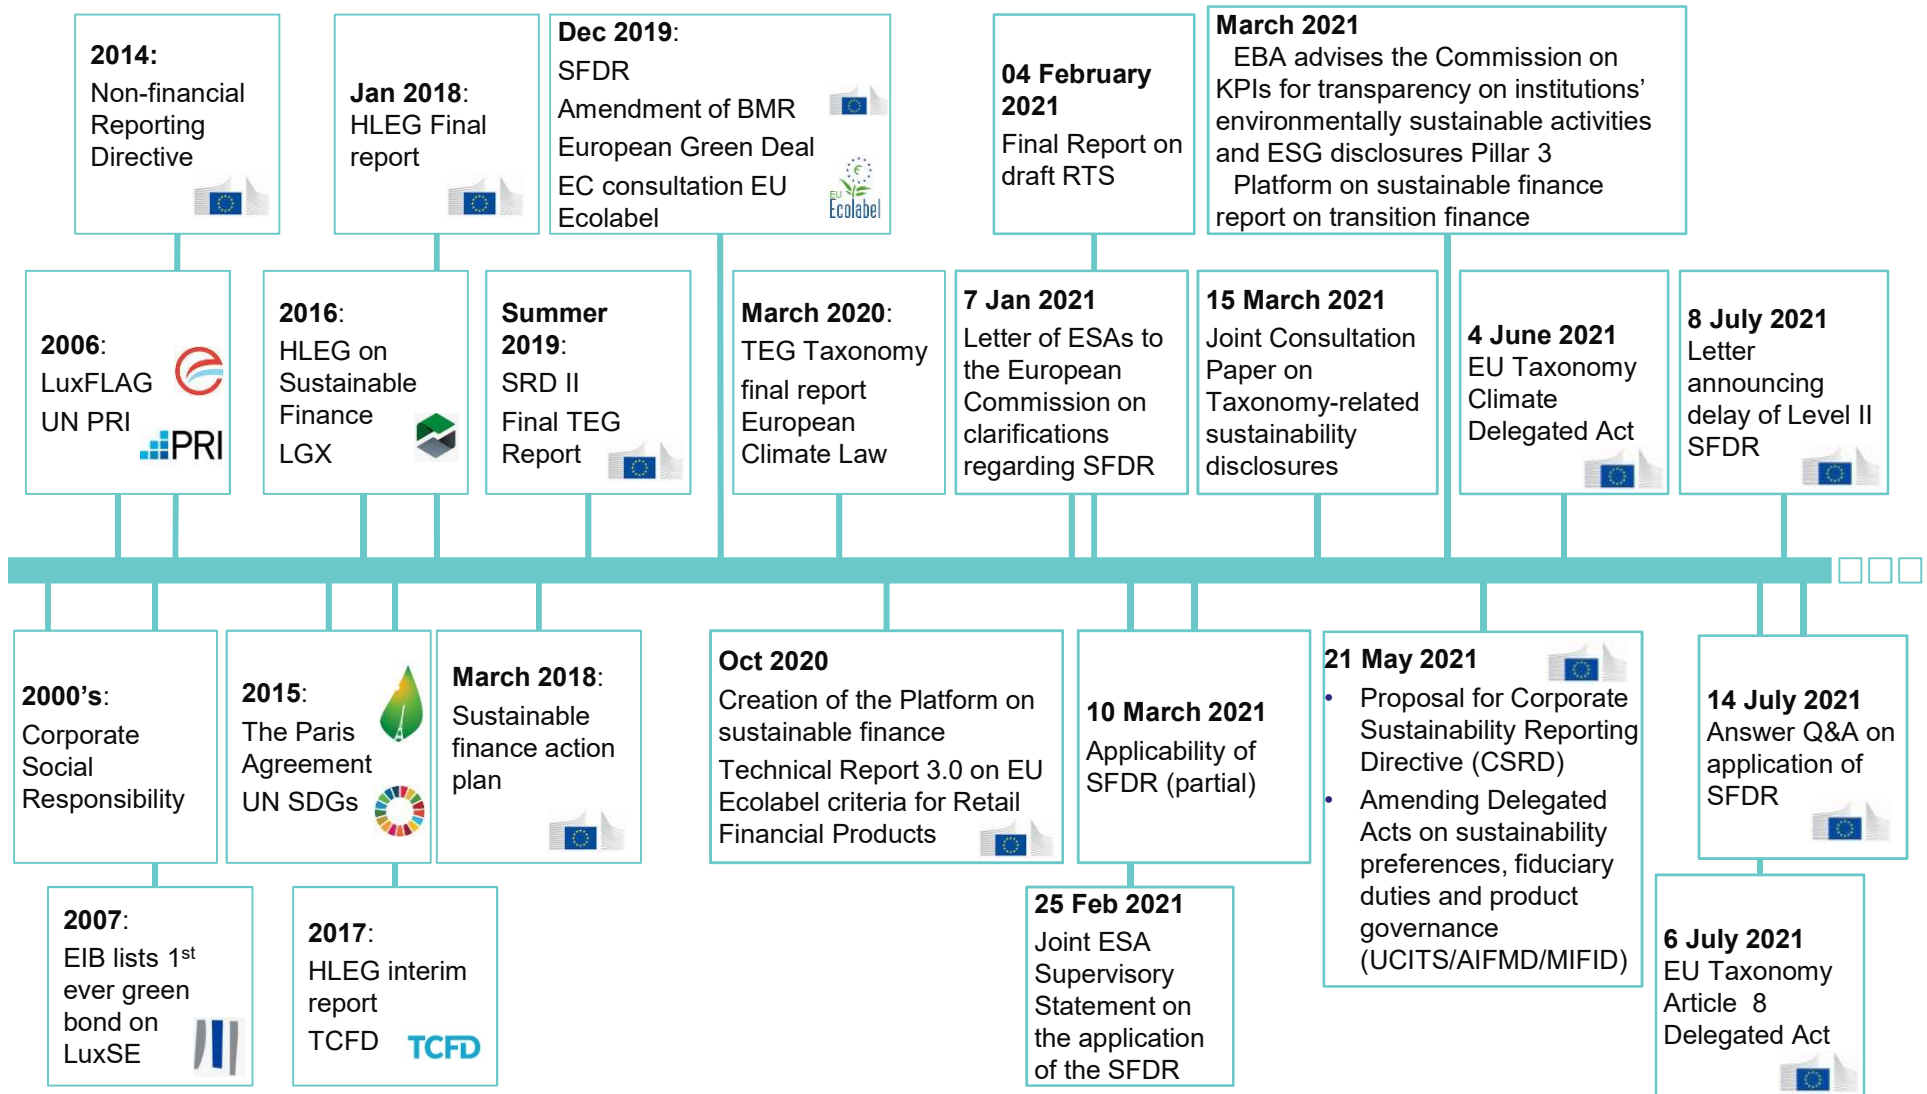 2014:
Non-financial
Reporting
Directive
Jan 2018:
HLEG Final
report
Dec 2019:
SFDR
Amendment of BMR
European Green Deal
EC consultation EU
Ecolabel
EU
Ecolabel
04 February
2021
Final Report on
draft RTS
March 2021
EBA advises the Commission on
KPIs for transparency on institutions’
environmentally sustainable activities
and ESG disclosures Pillar 3
Platform on sustainable finance
report on transition finance
2006:
LuxFLAG
UN PRI
PRI
2016:
HLEG on
Sustainable
Finance
LGX
Summer
2019:
SRD II
Final TEG
Report
March 2020:
TEG Taxonomy
final report
European
Climate Law
7 Jan 2021
Letter of ESAs to
the European
Commission on
clarifications
regarding SFDR
15 March 2021
Joint Consultation
Paper on
Taxonomy-related
sustainability
disclosures
4 June 2021
EU Taxonomy
Climate
Delegated Act
8 July 2021
Letter
announcing
delay of Level II
SFDR
2000’s:
Corporate
Social
Responsibility
2015:
The Paris
Agreement
UN SDGs
March 2018:
Sustainable
finance action
plan
Oct 2020
Creation of the Platform on
sustainable finance
Technical Report 3.0 on EU
Ecolabel criteria for Retail
Financial Products
10 March 2021
Applicability of
SFDR (partial)
21 May 2021
• Proposal for Corporate
Sustainability Reporting
Directive (CSRD)
• Amending Delegated
Acts on sustainability
preferences, fiduciary
duties and product
governance
(UCITS/AIFMD/MIFID)
14 July 2021
Answer Q&A on
application of
SFDR
2007:
EIB lists 1st
ever green
bond on
LuxSE
2017:
HLEG interim
report
TCFD
TCFD
25 Feb 2021
Joint ESA
Supervisory
Statement on
the application
of the SFDR
6 July 2021
EU Taxonomy
Article 8
Delegated Act